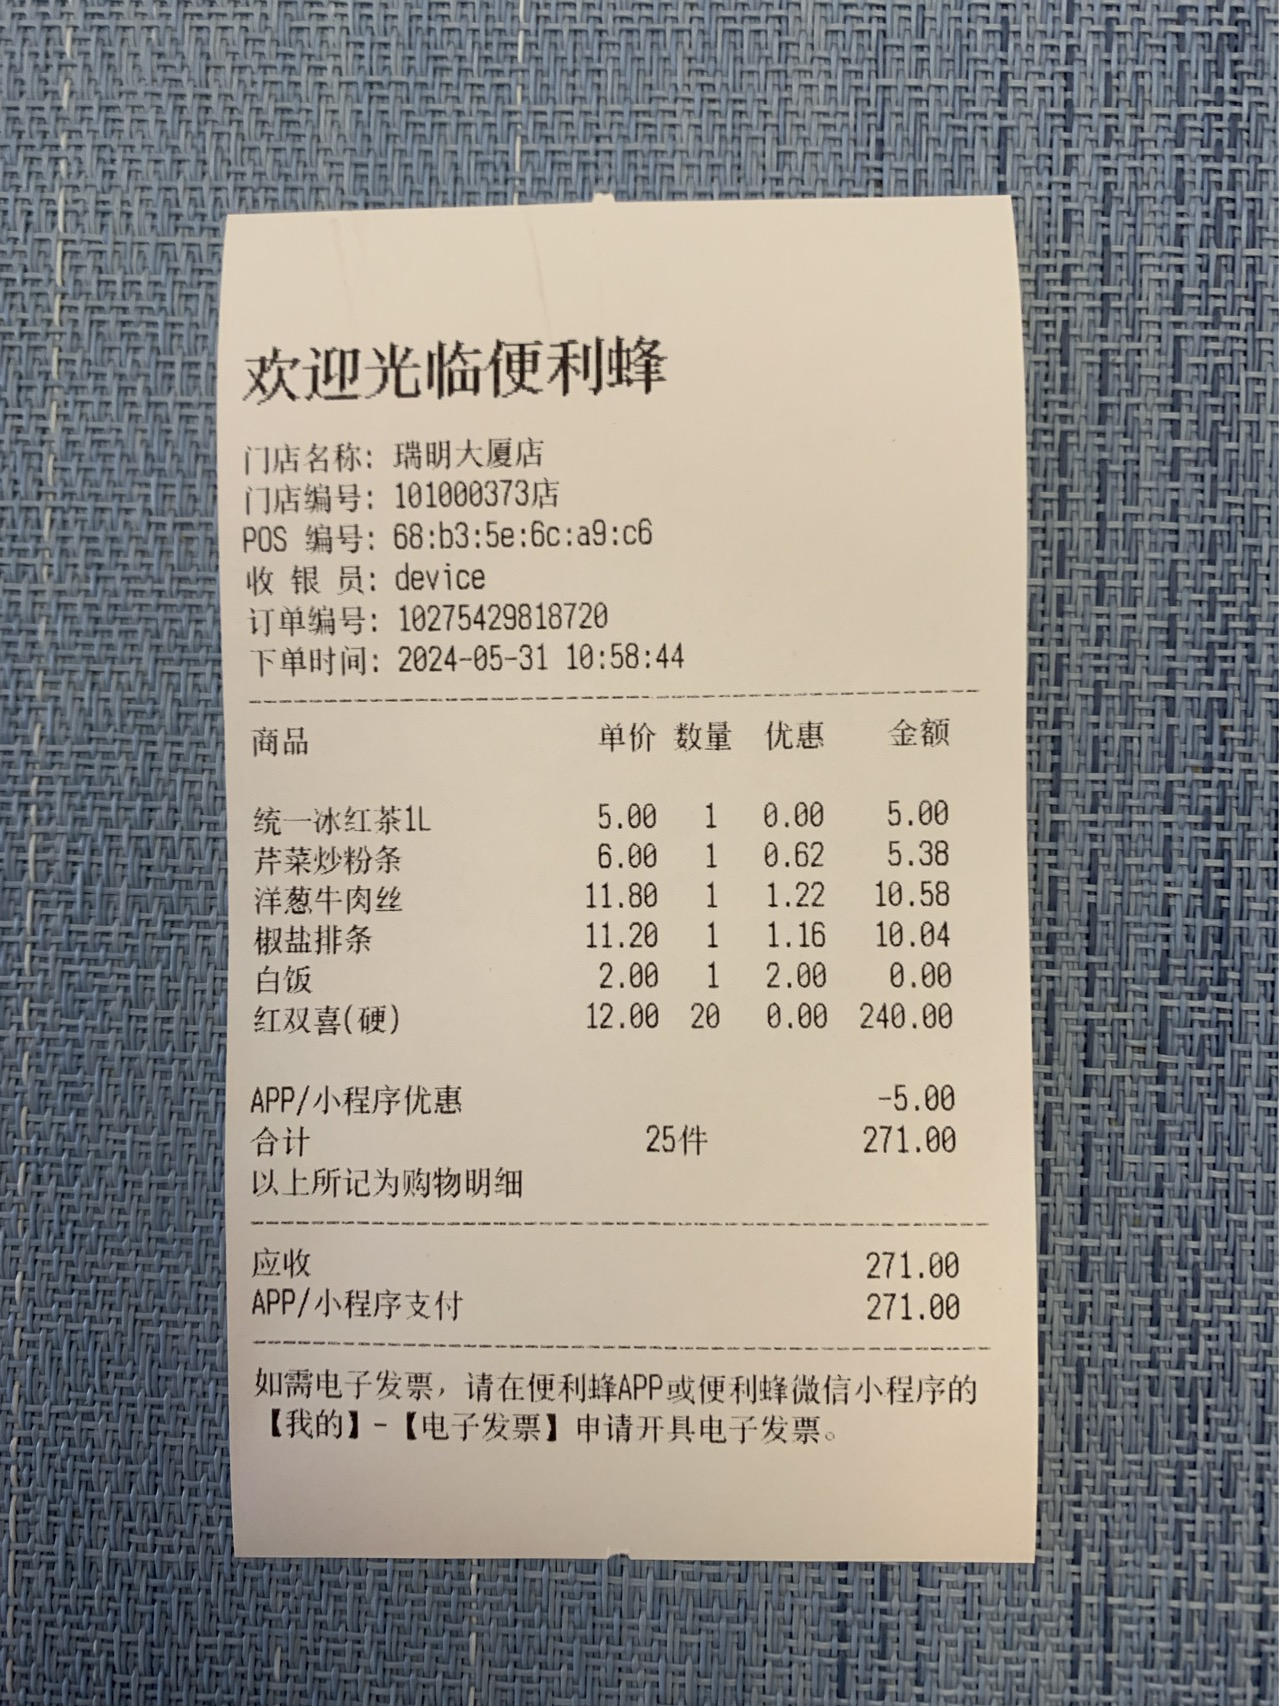 欢迎光临便利蜂
门店名称: 瑞明大厦店
门店编号: 101000373店
POS 编号: 68:b3:5e:6c:a9:c6
收 银 员: device
订单编号: 10275429818720
下单时间: 2024-05-31 10:58:44
商品 单价 数量 优惠 金额
统一冰红茶1L 5.00 1 0.00 5.00
芹菜炒粉条 6.00 1 0.62 5.38
洋葱牛肉丝 11.80 1 1.22 10.58
椒盐排条 11.20 1 1.16 10.04
白饭 2.00 1 2.00 0.00
红双喜(硬) 12.00 20 0.00 240.00
APP/小程序优惠 -5.00
合计 25件 271.00
以上所记为购物明细
应收 271.00
APP/小程序支付 271.00
如需电子发票，请在便利蜂APP或便利蜂微信小程序的
【我的】-【电子发票】申请开具电子发票。